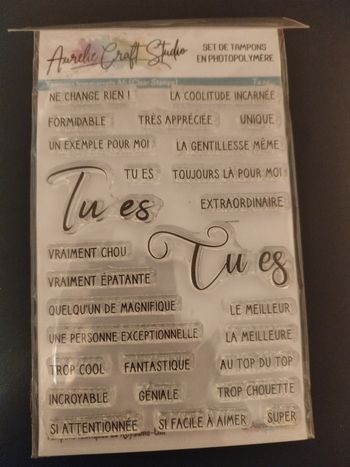 Aurelie Craft Studio
SET DE TAMPONS
EN PHOTOPOLYMÈRE
A6 (Clear Stamps)
NE CHANGE RIEN ! LA COOLITUDE INCARNÉE
FORMIDABLE TRÈS APPRÉCIÉE UNIQUE
UN EXEMPLE POUR MOI LA GENTILLESSE MÊME
TU ES TOUJOURS LÀ POUR MOI
Tu es EXTRAORDINAIRE
Tu es
VRAIMENT CHOU
VRAIMENT ÉPATANTE
QUELQU'UN DE MAGNIFIQUE LE MEILLEUR
UNE PERSONNE EXCEPTIONNELLE LA MEILLEURE
TROP COOL FANTASTIQUE AU TOP DU TOP
INCROYABLE GÉNIALE TROP CHOUETTE
SI ATTENTIONNÉE SI FACILE À AIMER SUPER